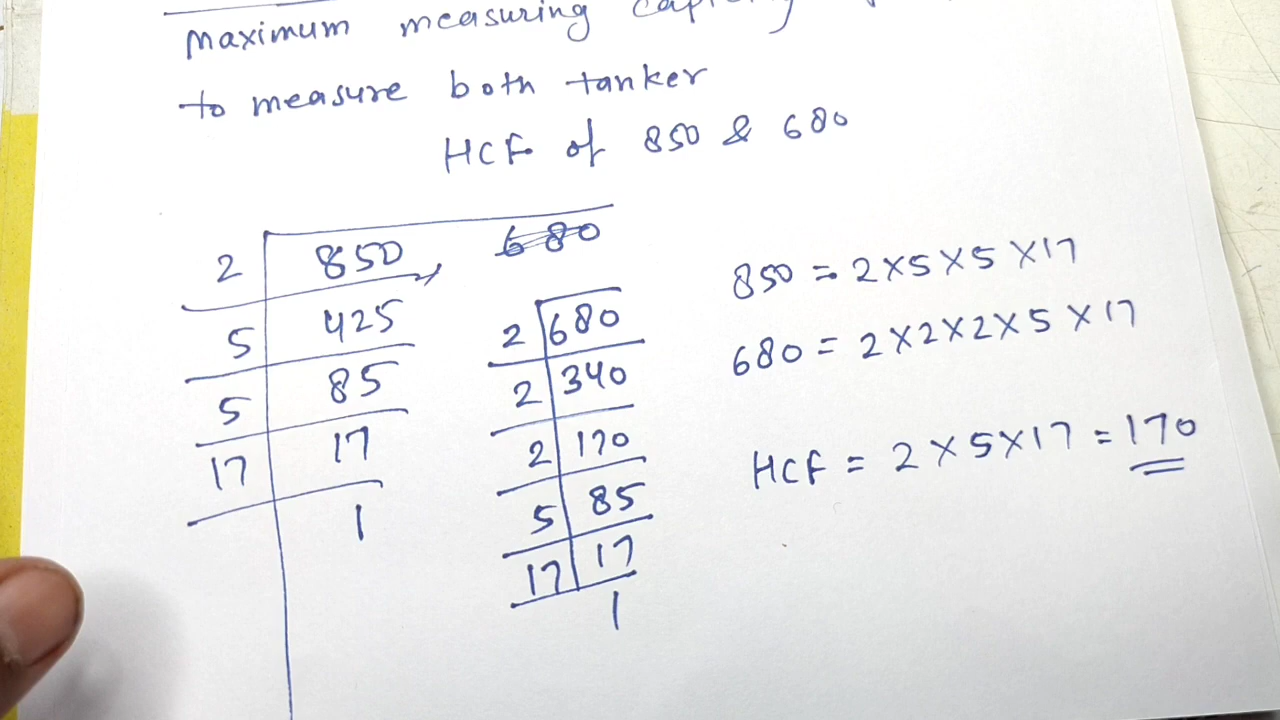 maximum measuring
to measure both tanker
HCF of 850 & 680
2 850 680
5 425
5 85
17 17
1
2 680
2 340
2 170
5 85
17 17
1
850 = 2×5×5×17
680 = 2×2×2×5×17
HCF = 2×5×17 = 170